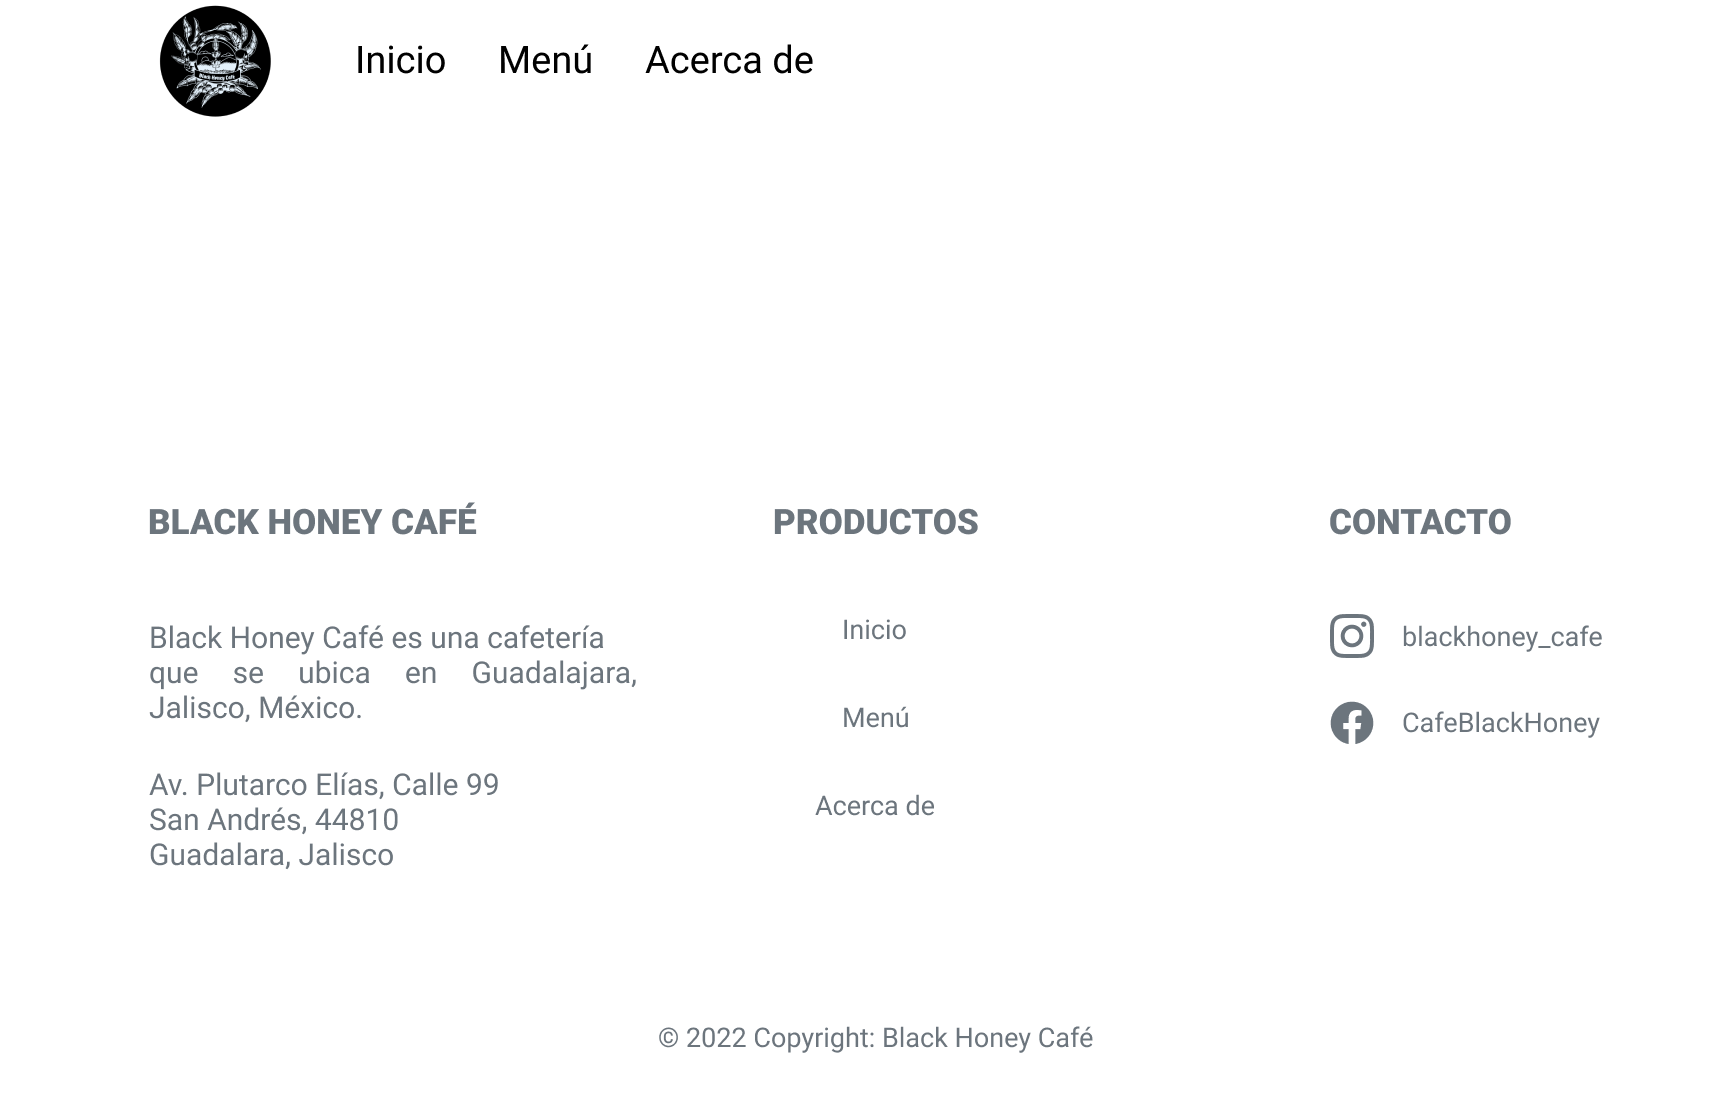 Black Honey Cafe
Inicio Menú Acerca de
BLACK HONEY CAFÉ
Black Honey Café es una cafetería
que se ubica en Guadalajara,
Jalisco, México.
Av. Plutarco Elías, Calle 99
San Andrés, 44810
Guadalara, Jalisco
PRODUCTOS
Inicio
Menú
Acerca de
CONTACTO
blackhoney_cafe
CafeBlackHoney
© 2022 Copyright: Black Honey Café